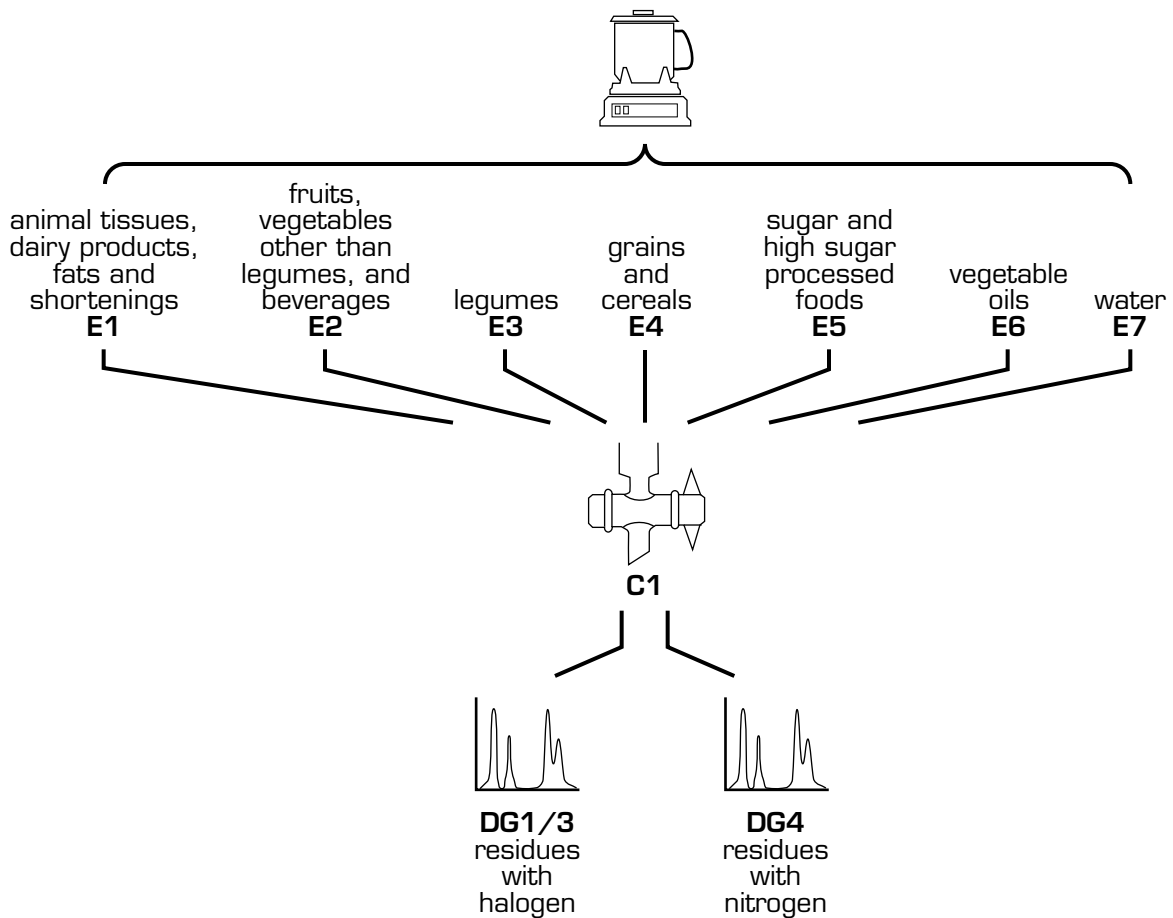 animal tissues,
dairy products,
fats and
shortenings
E1
fruits,
vegetables
other than
legumes, and
beverages
E2
legumes
E3
grains
and
cereals
E4
sugar and
high sugar
processed
foods
E5
vegetable
oils
E6
water
E7
C1
DG1/3
residues
with
halogen
DG4
residues
with
nitrogen